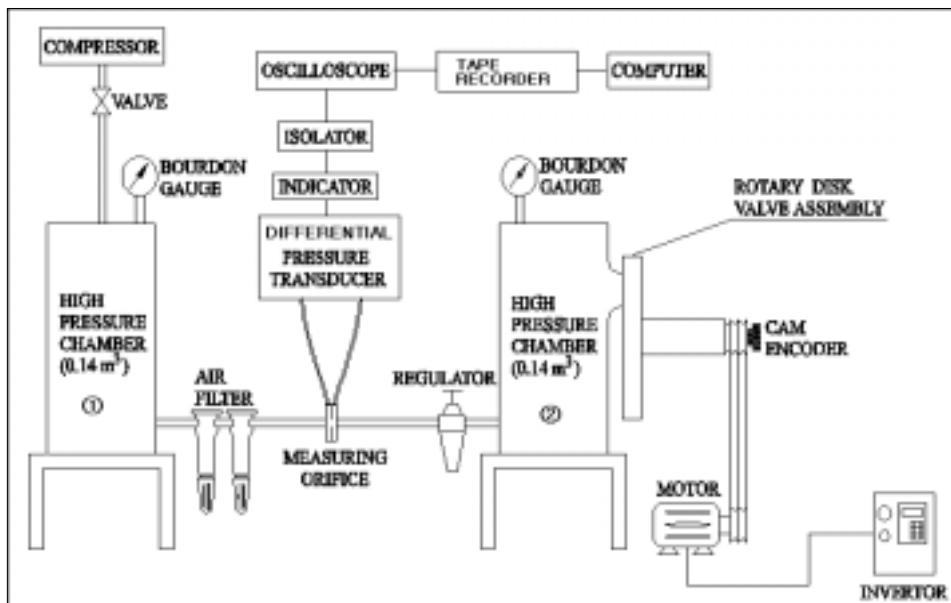 COMPRESSOR
VALVE
OSCILLOSCOPE
TAPE
RECORDER
COMPUTER
ISOLATOR
INDICATOR
BOURDON
GAUGE
BOURDON
GAUGE
ROTARY DISK
VALVE ASSEMBLY
DIFFERENTIAL
PRESSURE
TRANSDUCER
HIGH
PRESSURE
CHAMBER
(0.14 m³)
①
AIR
FILTER
MEASURING
ORIFICE
REGULATOR
HIGH
PRESSURE
CHAMBER
(0.14 m³)
②
CAM
ENCODER
MOTOR
INVERTOR